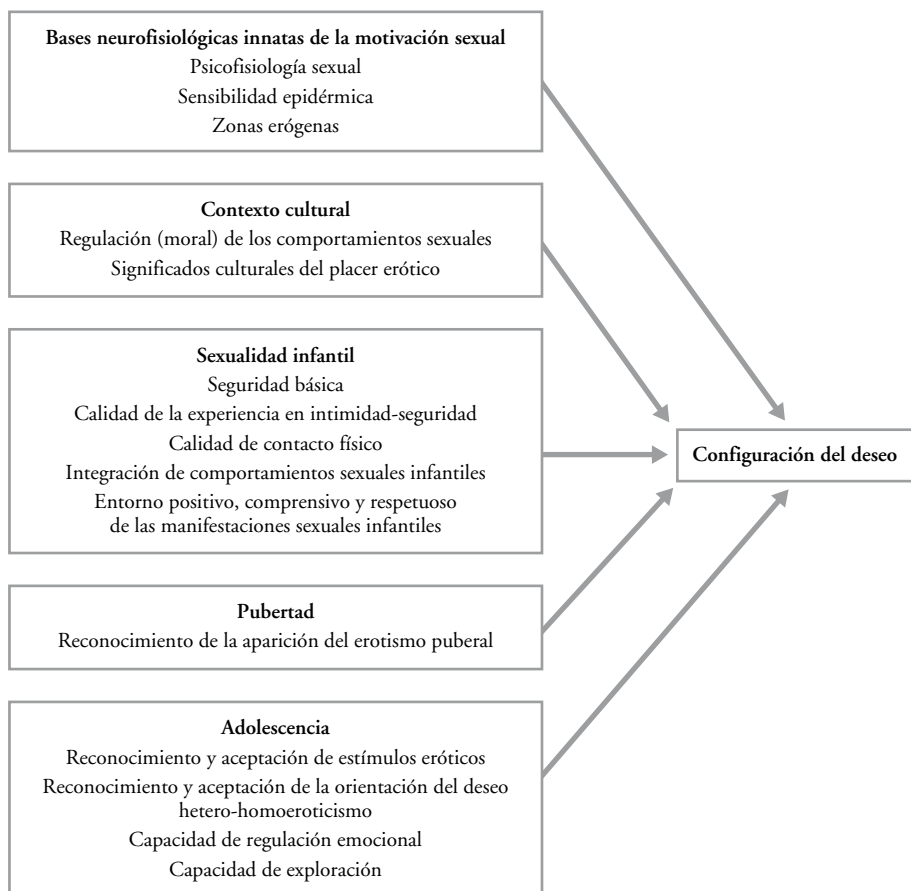 Bases neurofisiológicas innatas de la motivación sexual
Psicofisiología sexual
Sensibilidad epidérmica
Zonas erógenas
Contexto cultural
Regulación (moral) de los comportamientos sexuales
Significados culturales del placer erótico
Sexualidad infantil
Seguridad básica
Calidad de la experiencia en intimidad-seguridad
Calidad de contacto físico
Integración de comportamientos sexuales infantiles
Entorno positivo, comprensivo y respetuoso
de las manifestaciones sexuales infantiles
Configuración del deseo
Pubertad
Reconocimiento de la aparición del erotismo puberal
Adolescencia
Reconocimiento y aceptación de estímulos eróticos
Reconocimiento y aceptación de la orientación del deseo
hetero-homoeroticismo
Capacidad de regulación emocional
Capacidad de exploración